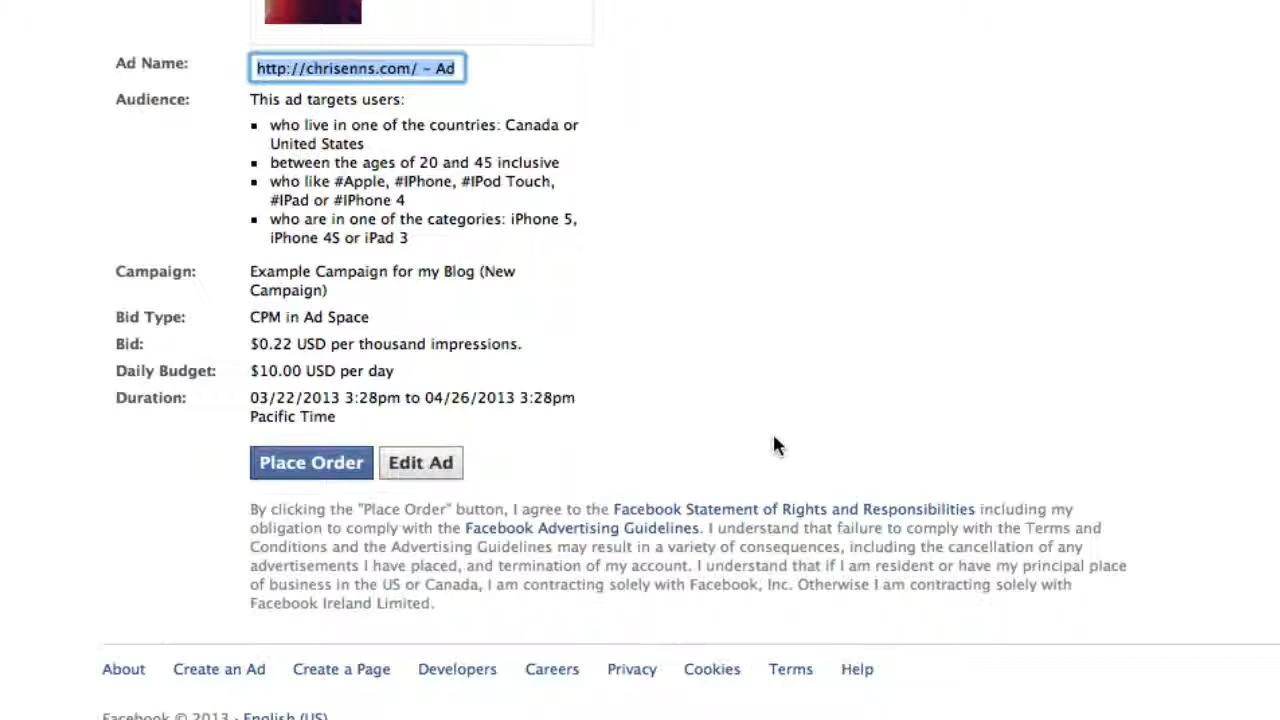 Ad Name: http://chrisenns.com/ - Ad
Audience: This ad targets users:
▪ who live in one of the countries: Canada or
United States
▪ between the ages of 20 and 45 inclusive
▪ who like #Apple, #IPhone, #IPod Touch,
#IPad or #IPhone 4
▪ who are in one of the categories: iPhone 5,
iPhone 4S or iPad 3
Campaign: Example Campaign for my Blog (New
Campaign)
Bid Type: CPM in Ad Space
Bid: $0.22 USD per thousand impressions.
Daily Budget: $10.00 USD per day
Duration: 03/22/2013 3:28pm to 04/26/2013 3:28pm
Pacific Time
Place Order Edit Ad
By clicking the "Place Order" button, I agree to the Facebook Statement of Rights and Responsibilities including my
obligation to comply with the Facebook Advertising Guidelines. I understand that failure to comply with the Terms and
Conditions and the Advertising Guidelines may result in a variety of consequences, including the cancellation of any
advertisements I have placed, and termination of my account. I understand that if I am resident or have my principal place
of business in the US or Canada, I am contracting solely with Facebook, Inc. Otherwise I am contracting solely with
Facebook Ireland Limited.
About Create an Ad Create a Page Developers Careers Privacy Cookies Terms Help
Facebook © 2013 · English (US)